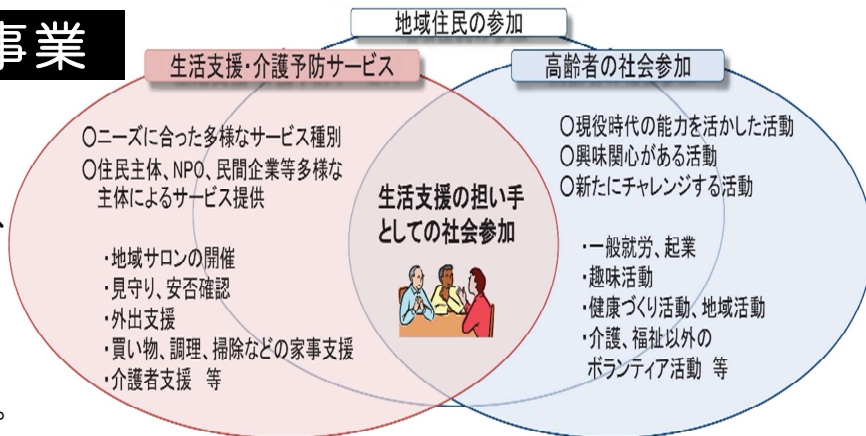 事業
地域住民の参加
生活支援・介護予防サービス
高齢者の社会参加
〇ニーズに合った多様なサービス種別
〇住民主体、NPO、民間企業等多様な
主体によるサービス提供
・地域サロンの開催
・見守り、安否確認
・外出支援
・買い物、調理、掃除などの家事支援
・介護者支援 等
生活支援の担い手
としての社会参加
〇現役時代の能力を活かした活動
〇興味関心がある活動
〇新たにチャレンジする活動
・一般就労、起業
・趣味活動
・健康づくり活動、地域活動
・介護、福祉以外の
ボランティア活動 等
、
。